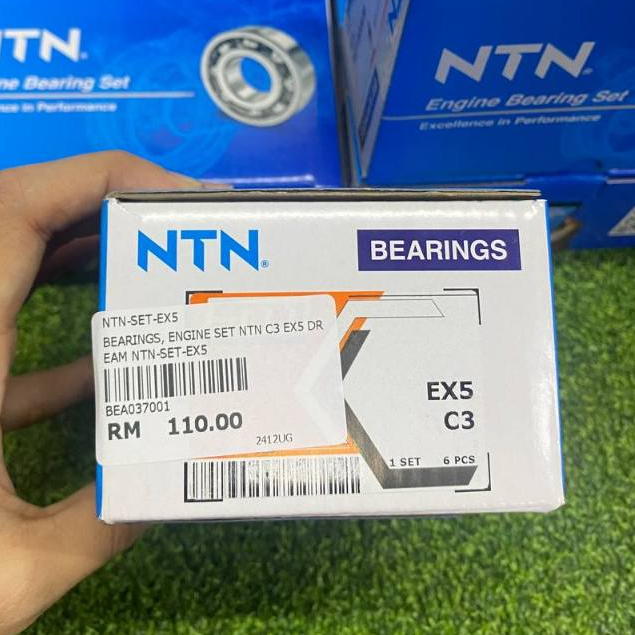 NTN®
Engine Bearing Set
Excellence in Performance
NTN®
Engine Bearing Set
Excellence in Performance
NTN®
BEARINGS
NTN-SET-EX5
BEARINGS, ENGINE SET NTN C3 EX5 DR
EAM NTN-SET-EX5
BEA037001
RM 110.00
2412UG
EX5
C3
1 SET 6 PCS